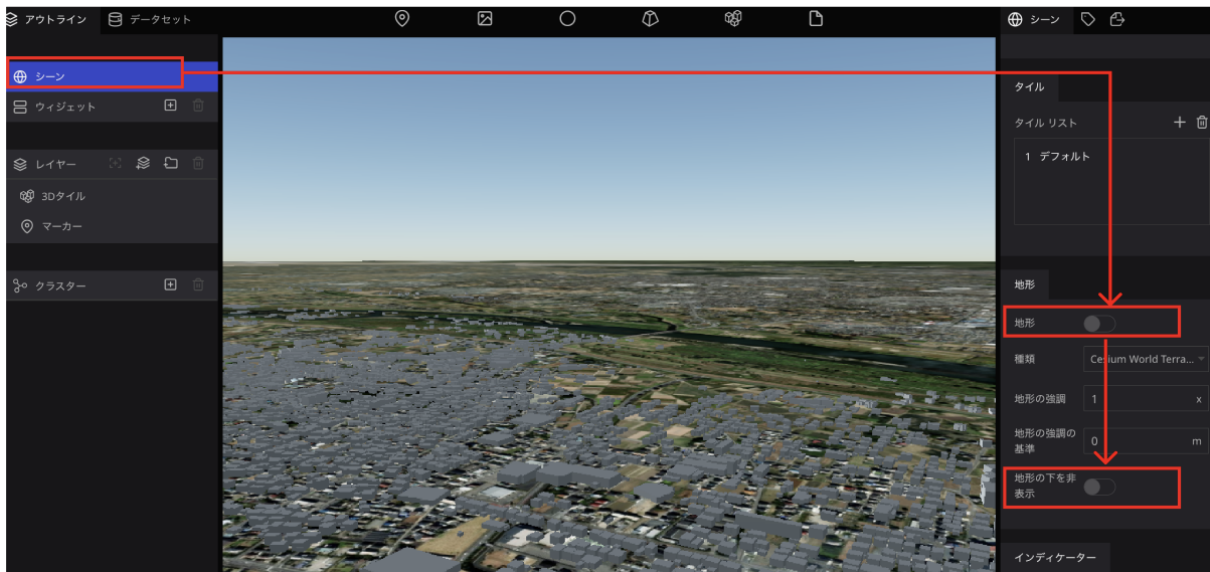 アウトライン
データセット
シーン
シーン
ウィジェット
レイヤー
3Dタイル
マーカー
クラスター
タイル
タイル リスト
1 デフォルト
地形
地形
種類
Cesium World Terra...
地形の強調
1
x
地形の強調の
基準
0
m
地形の下を非
表示
インディケーター